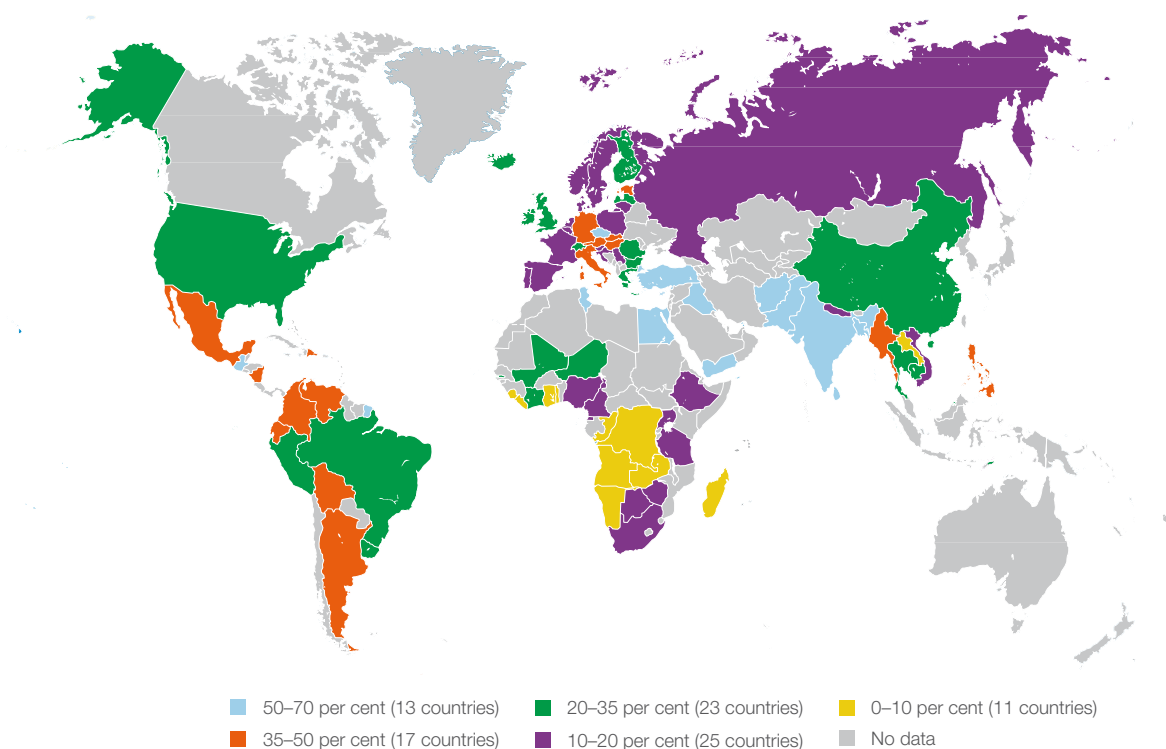 50–70 per cent (13 countries)
20–35 per cent (23 countries)
0–10 per cent (11 countries)
35–50 per cent (17 countries)
10–20 per cent (25 countries)
No data